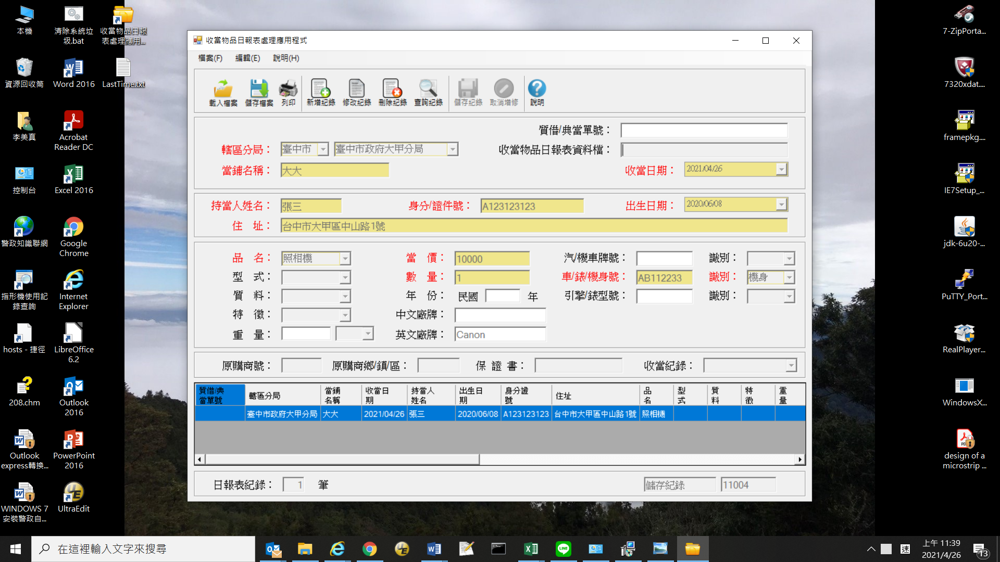 本機
清除系統垃
圾.bat
收當物品日報
表處理應用...
資源回收筒
Word 2016
LastTime.txt
李美真
Acrobat
Reader DC
控制台
Excel 2016
警政知識聯網
Google
Chrome
指形機使用記
錄查詢
Internet
Explorer
hosts - 捷徑
LibreOffice
6.2
208.chm
Outlook
2016
Outlook
express轉換...
PowerPoint
2016
WINDOWS 7
安裝警政自...
UltraEdit
收當物品日報表處理應用程式
檔案(F) 編輯(E) 說明(H)
載入檔案 儲存檔案 列印 新增紀錄 修改紀錄 刪除紀錄 查詢紀錄 儲存紀錄 取消增修 說明
質借/典當單號：
轄區分局： 臺中市 臺中市政府大甲分局 收當物品日報表資料檔：
當鋪名稱： 大大 收當日期： 2021/04/26
持當人姓名： 張三 身分/證件號： A123123123 出生日期： 2020/06/08
住 址： 台中市大甲區中山路1號
品 名： 照相機 當 價： 10000 汽/機車牌號： 識別：
型 式： 數 量： 1 車/錶/機身號： AB112233 識別： 機身
質 料： 年 份： 民國 年 引擎/錶型號： 識別：
特 徵： 中文廠牌：
重 量： 英文廠牌： Canon
原購商號： 原購商鄉/鎮/區： 保 證 書： 收當紀錄：
質借/典
當單號 轄區分局 當鋪
名稱 收當日
期 持當人
姓名 出生日
期 身分證
號 住址 品
名 型
式 質
料 特
徵 重
量
臺中市政府大甲分局 大大 2021/04/26 張三 2020/06/08 A123123123 台中市大甲區中山路1號 照相機
日報表紀錄： 1 筆 儲存紀錄 11004
7-ZipPorta...
7320xdat....
framepkg....
IE7Setup_...
jdk-6u20-...
PuTTY_Port...
RealPlayer...
WindowsX...
design of a
microstrip ...
在這裡輸入文字來搜尋
速
上午 11:39
2021/4/26
13